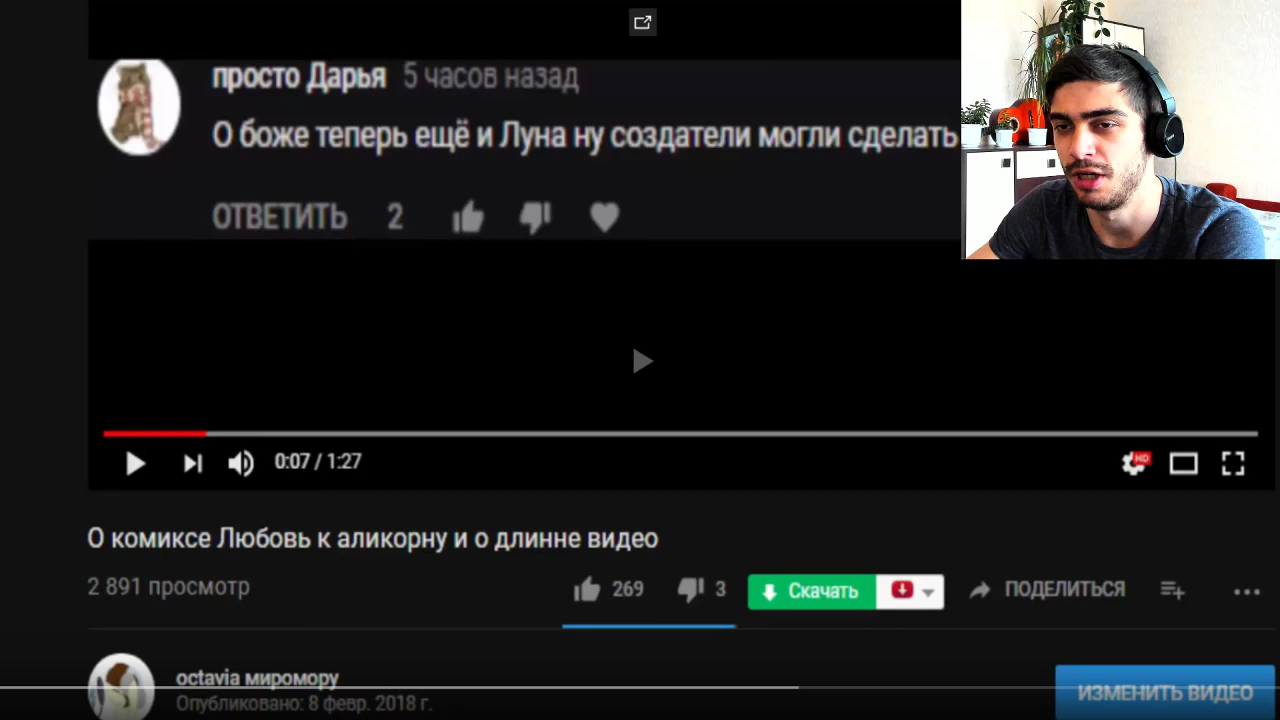 просто Дарья 5 часов назад
О боже теперь ещё и Луна ну создатели могли сделать
ОТВЕТИТЬ 2
0:07 / 1:27
HD
О комиксе Любовь к аликорну и о длинне видео
2 891 просмотр
269 3 Скачать ПОДЕЛИТЬСЯ
octavia миромору
Опубликовано: 8 февр. 2018 г.
ИЗМЕНИТЬ ВИДЕО